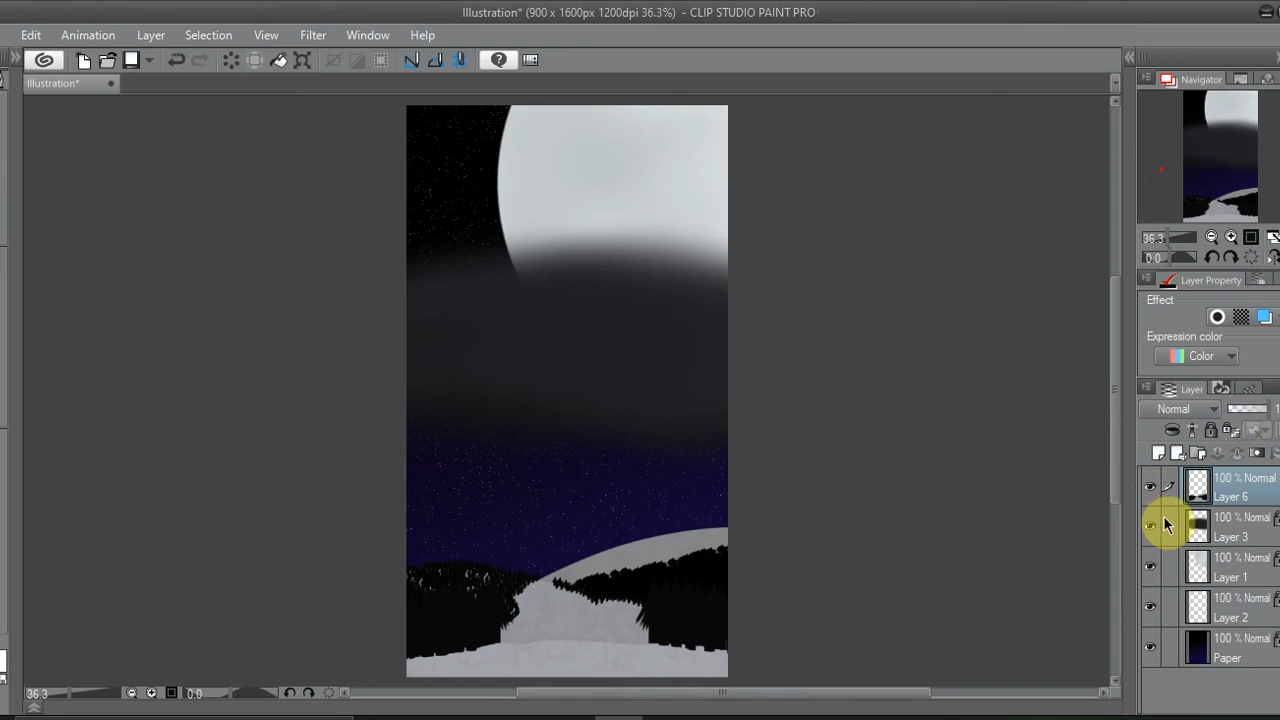 Illustration* (900 x 1600px 1200dpi 36.3%) - CLIP STUDIO PAINT PRO
Edit Animation Layer Selection View Filter Window Help
Illustration*
Navigator
36.3
0.0
Layer Property
Effect
Expression color
Color
Layer
Normal
100 % Normal
Layer 6
100 % Normal
Layer 3
100 % Normal
Layer 1
100 % Normal
Layer 2
100 % Normal
Paper
36.3 0.0